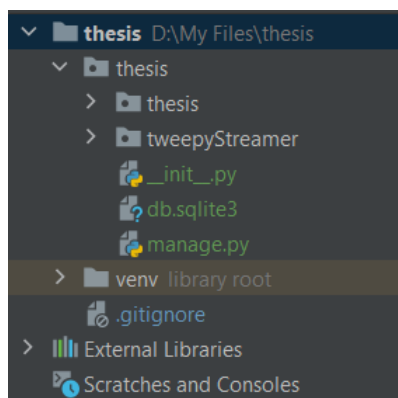 thesis D:\My Files\thesis
thesis
thesis
tweepyStreamer
__init__.py
db.sqlite3
manage.py
venv library root
.gitignore
External Libraries
Scratches and Consoles